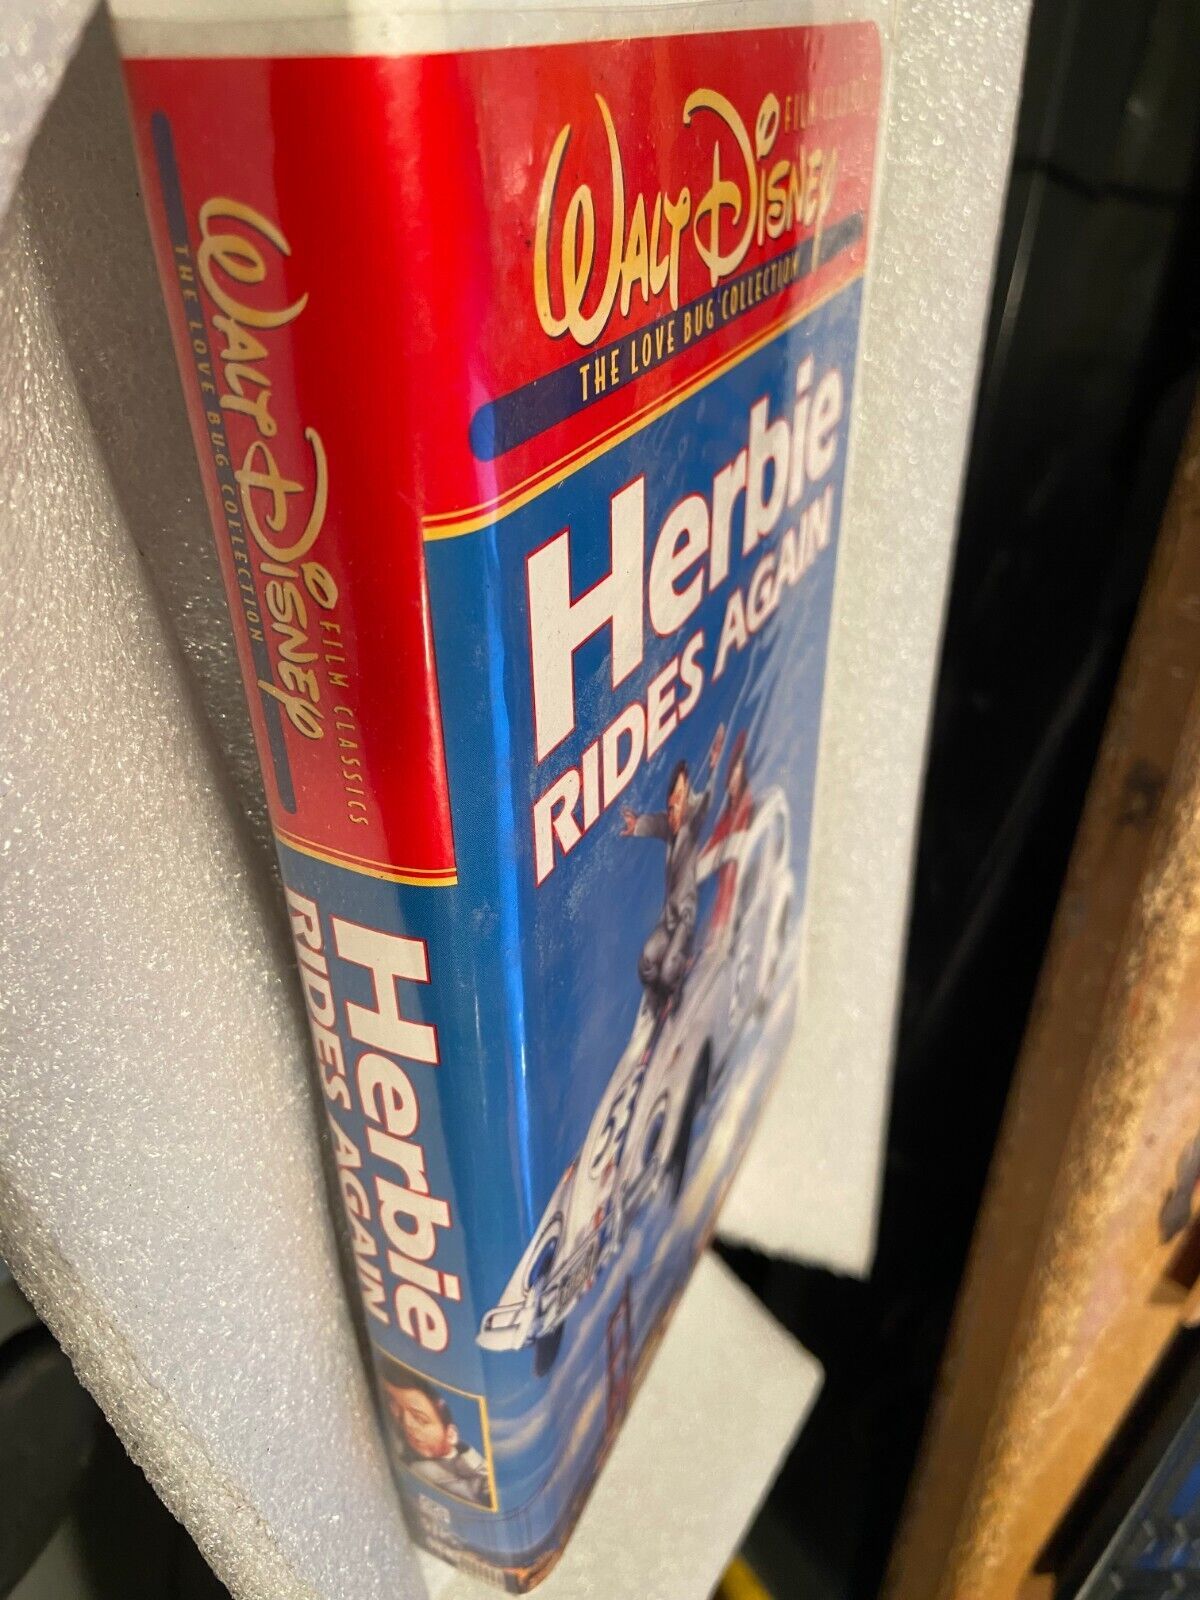 WALT DISNEY
FILM CLASSICS
THE LOVE BUG COLLECTION
Herbie
RIDES AGAIN
WALT DISNEY
FILM
THE LOVE BUG COLLECTION
Herbie
RIDES AGAIN
53